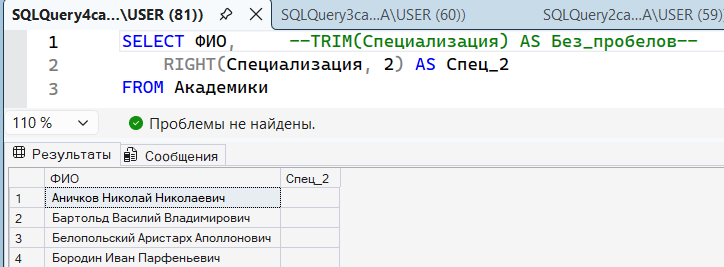 SQLQuery4ca...\USER (81))
SQLQuery3ca...A\USER (60))
SQLQuery2ca...A\USER (59)
1 SELECT ФИО, --TRIM(Специализация) AS Без_пробелов--
2 RIGHT(Специализация, 2) AS Спец_2
3 FROM Академики
110 %
Проблемы не найдены.
Результаты
Сообщения
ФИО Спец_2
1 Аничков Николай Николаевич
2 Бартольд Василий Владимирович
3 Белопольский Аристарх Аполлонович
4 Бородин Иван Парфеньевич